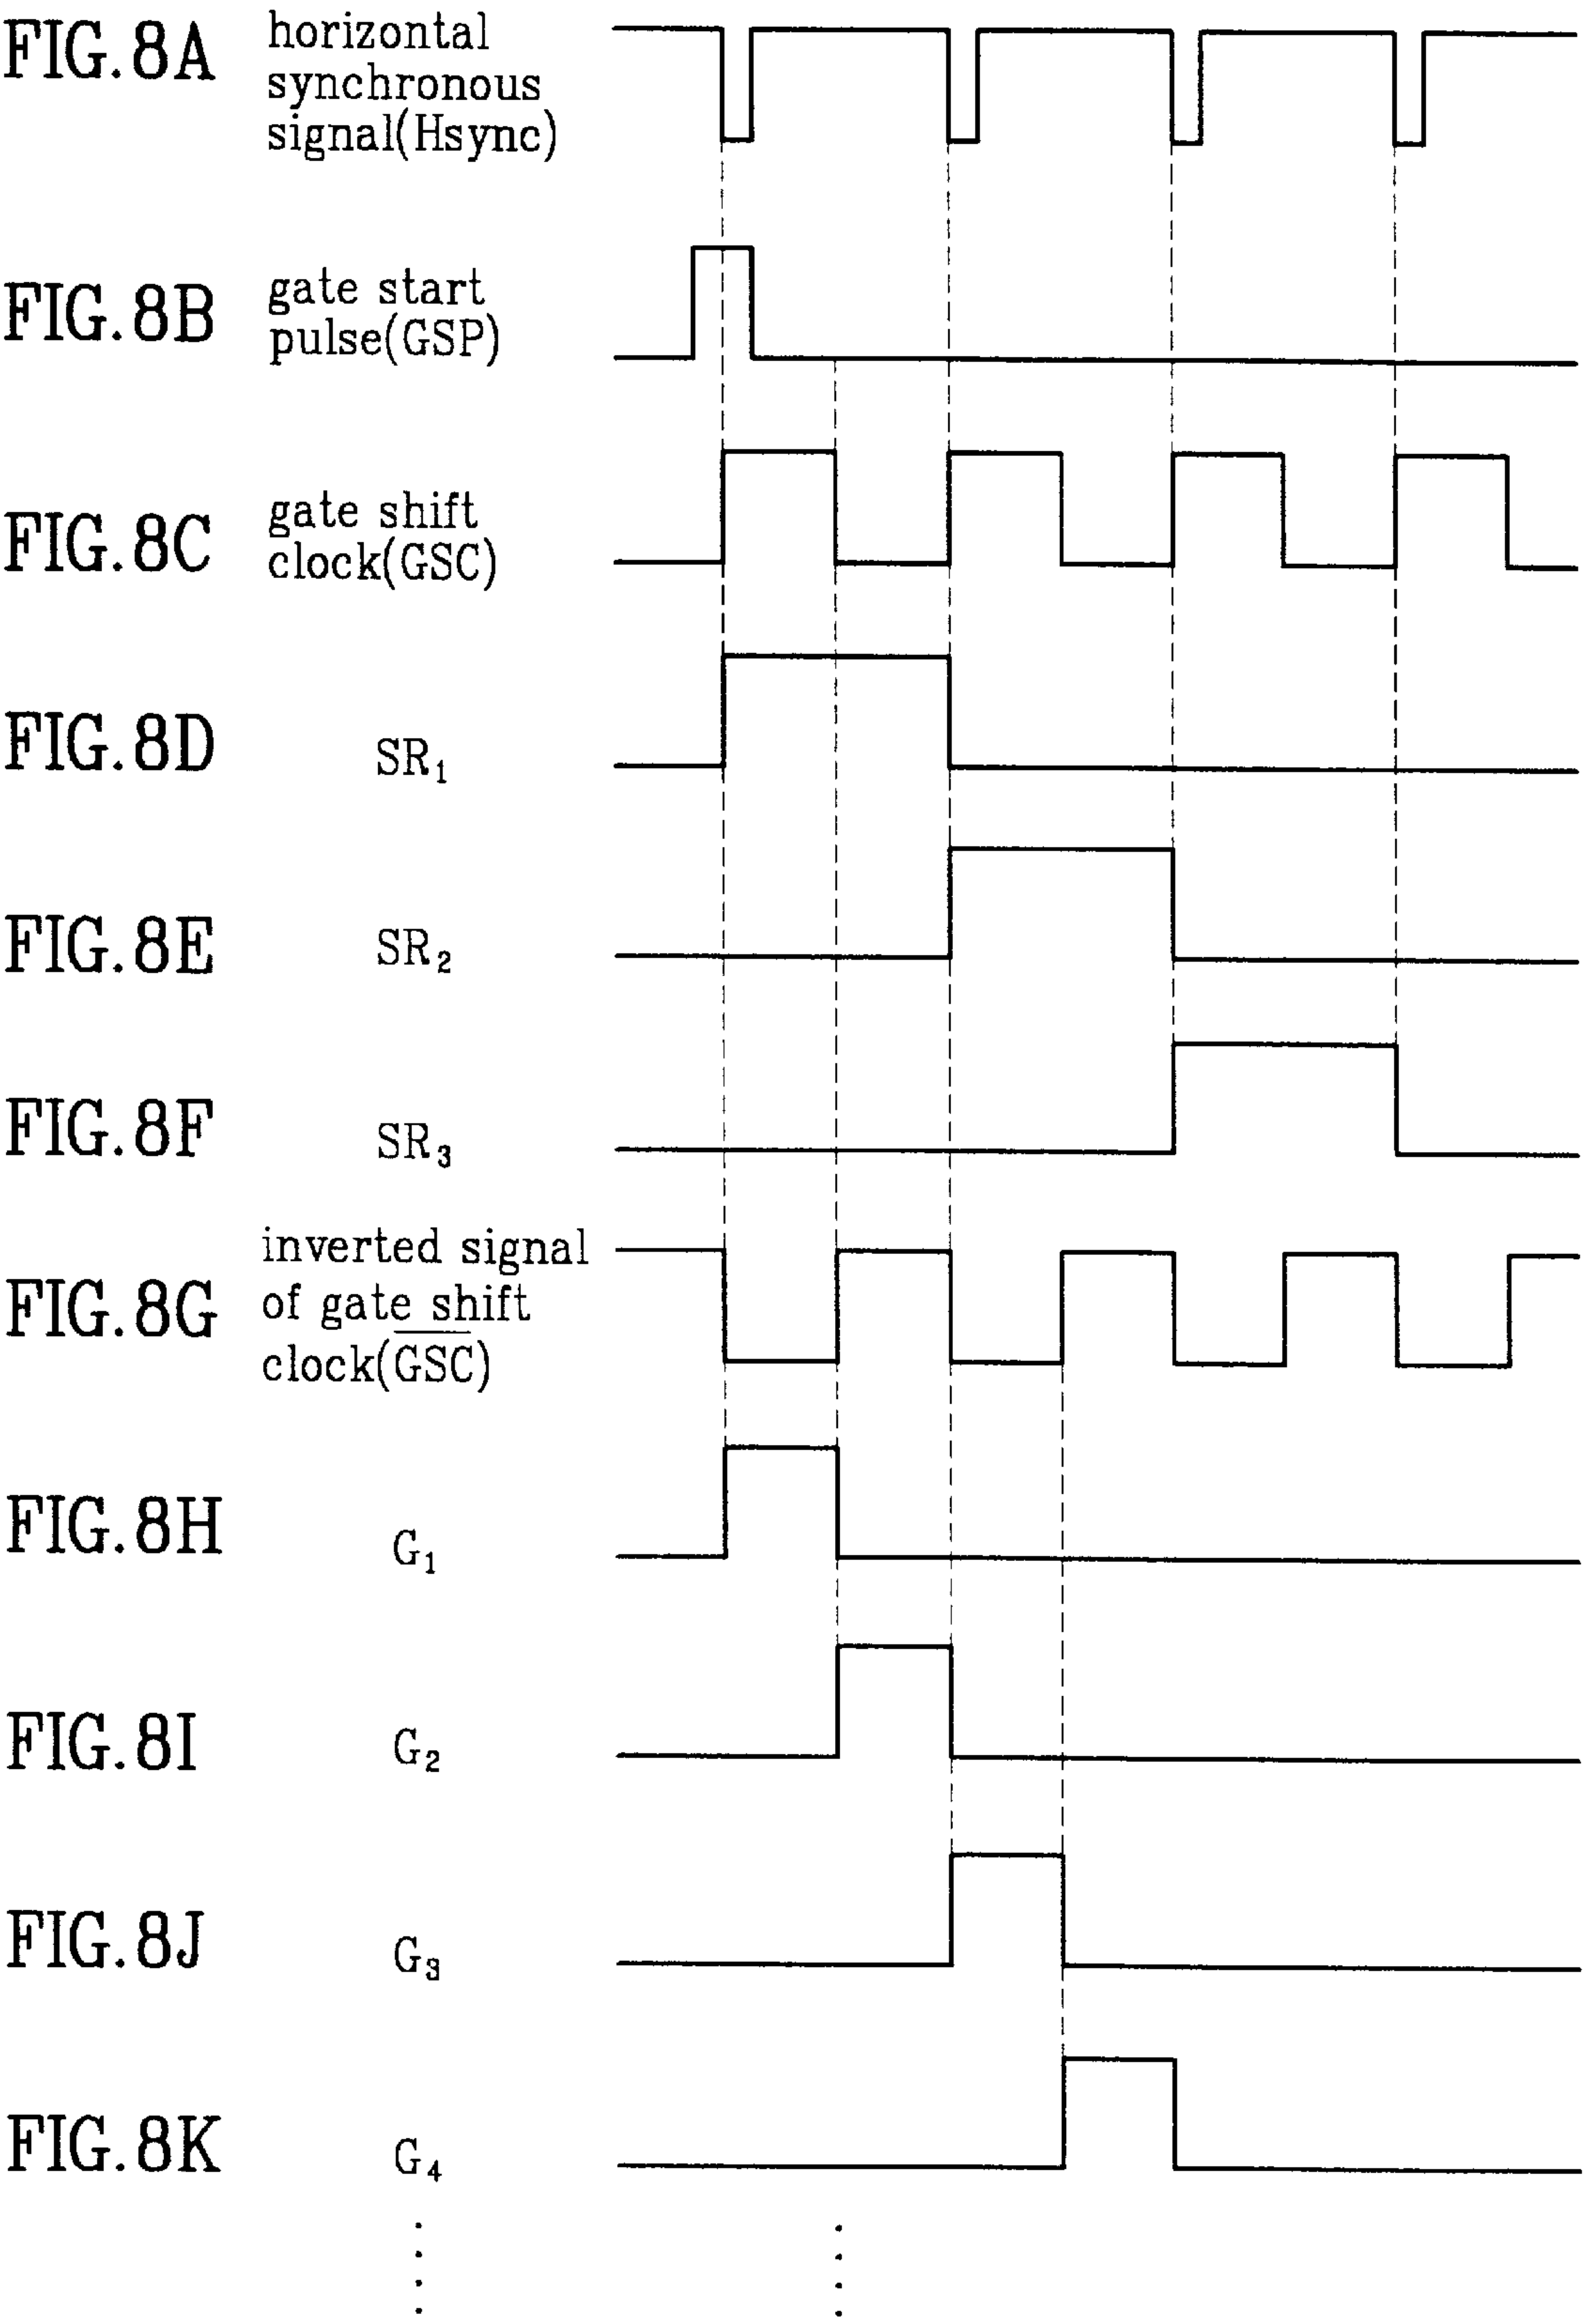 FIG. 8A
horizontal
synchronous
signal(Hsync)
FIG. 8B
gate start
pulse(GSP)
FIG. 8C
gate shift
clock(GSC)
FIG. 8D
SR₁
FIG. 8E
SR₂
FIG. 8F
SR₃
FIG. 8G
inverted signal
of gate shift
clock(G̅S̅C̅)
FIG. 8H
G₁
FIG. 8I
G₂
FIG. 8J
G₃
FIG. 8K
G₄